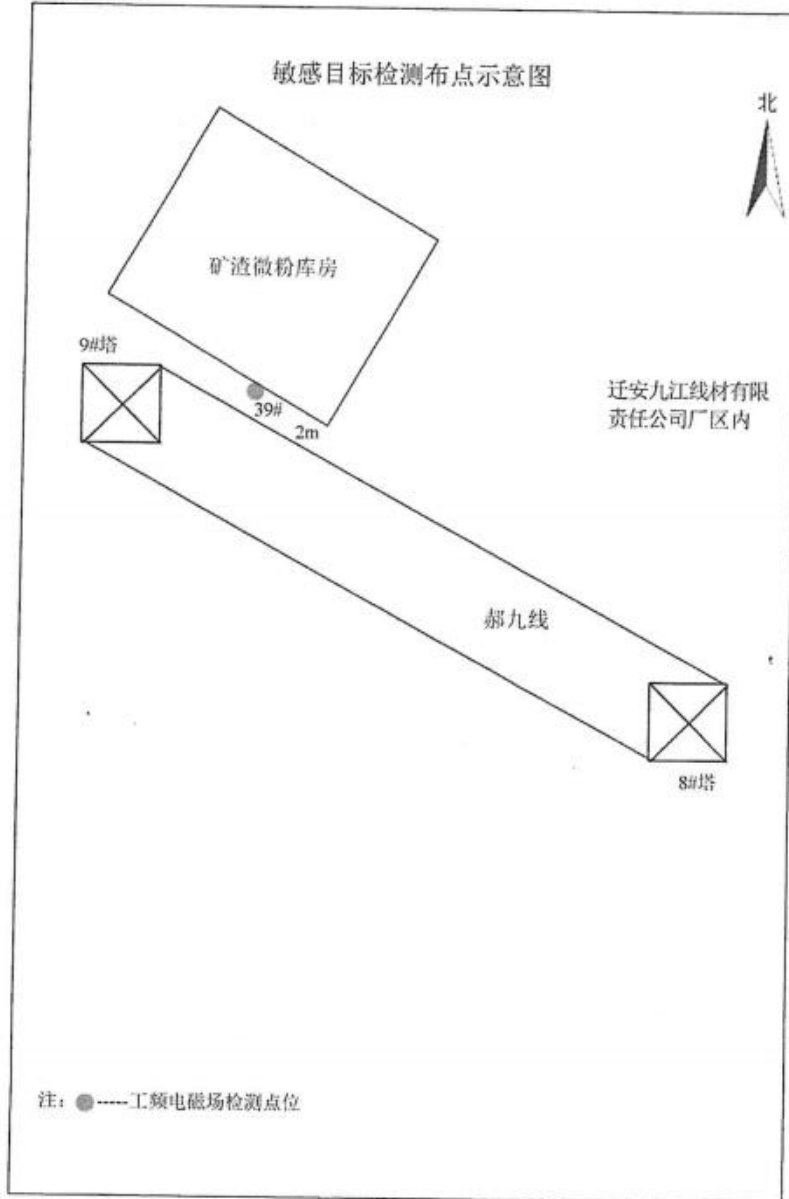 敏感目标检测布点示意图
北
矿渣微粉库房
9#塔
39#
2m
迁安九江线材有限
责任公司厂区内
郝九线
8#塔
注：●-----工频电磁场检测点位